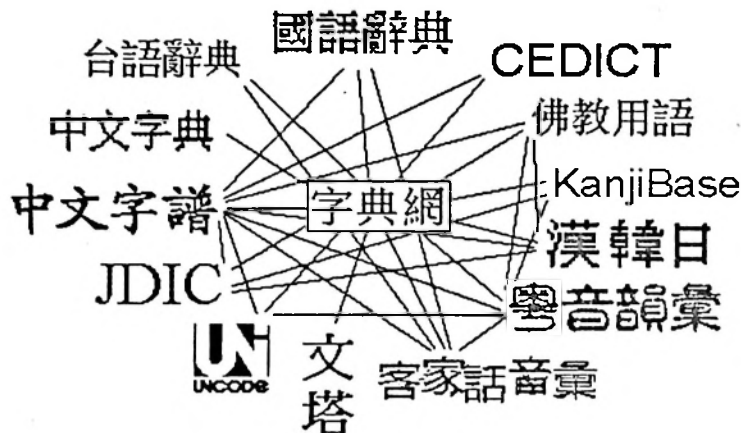 國語辭典
台語辭典
CEDICT
佛教用語
中文字典
KanjiBase
中文字譜
字典網
漢韓日
JDIC
粵音韻彙
UN
UNCODE
文塔
客家話音彙